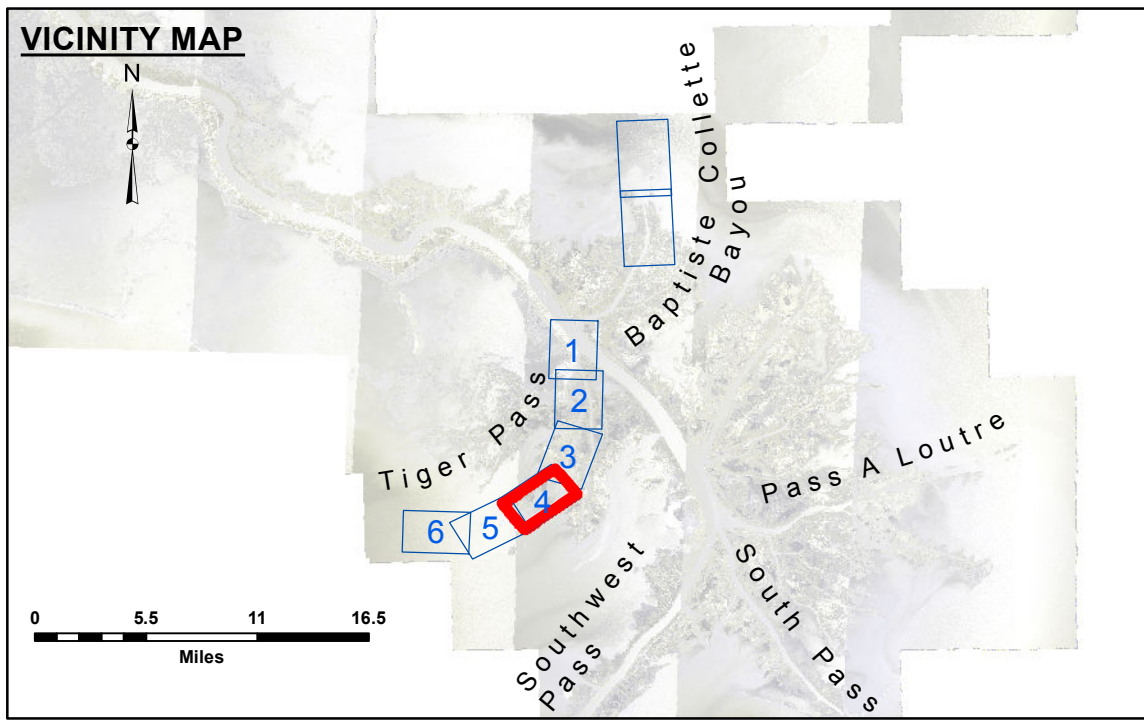 VICINITY MAP
N
Baptiste Collette
Bayou
1
2
Tiger Pass
3
Pass A Loutre
4
5
6
Southwest
Pass
South Pass
0 5.5 11 16.5
Miles